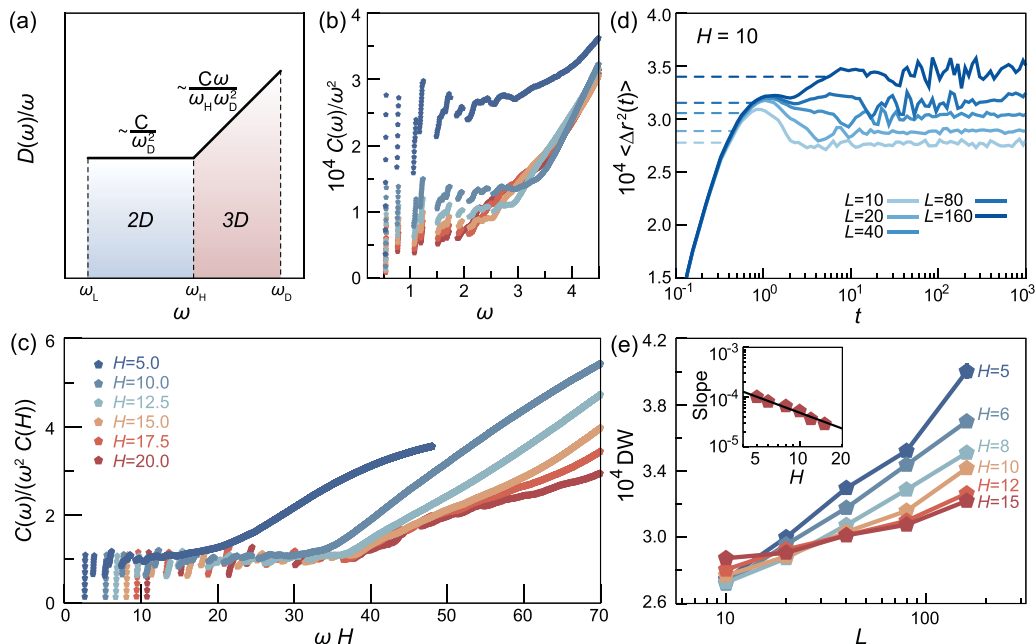 (a)
D(ω)/ω
~C/ω_D^2
~Cω/ω_Hω_D^2
2D
3D
ω_L
ω_H
ω_D
ω
(b)
10^4 C(ω)/ω^2
4
3
2
1
0
1
2
3
4
ω
(c)
C(ω)/(ω^2 C(H))
6
4
2
0
H=5.0
H=10.0
H=12.5
H=15.0
H=17.5
H=20.0
0
10
20
30
40
50
60
70
ω H
(d)
H = 10
10^4 <Δr^2(t)>
4.0
3.5
3.0
2.5
2.0
1.5
L=10
L=20
L=40
L=80
L=160
10^-1
10^0
10^1
10^2
10^3
t
(e)
10^4 DW
4.2
3.8
3.4
3.0
2.6
Slope
10^-3
10^-4
10^-5
5
10
20
H
H=5
H=6
H=8
H=10
H=12
H=15
10
100
L